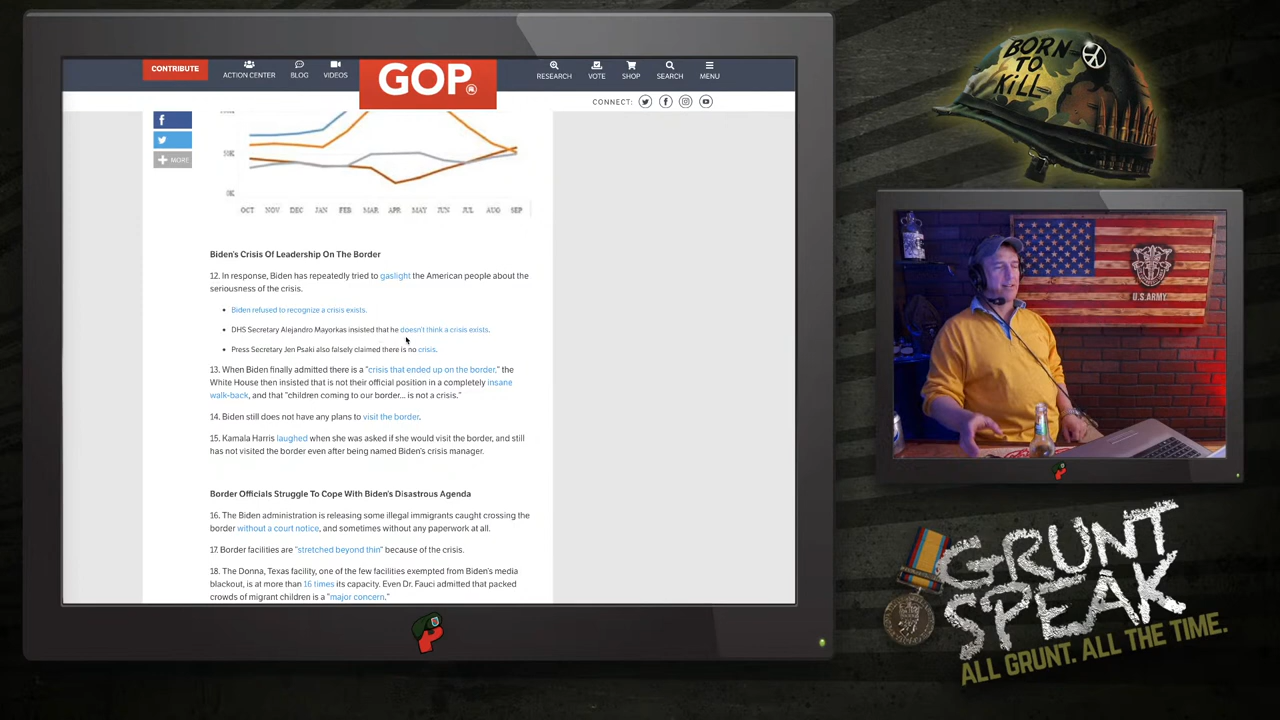 CONTRIBUTE
ACTION CENTER
BLOG
VIDEOS
GOP
RESEARCH
VOTE
SHOP
SEARCH
MENU
CONNECT:
MORE
0K
OCT NOV DEC JAN FEB MAR APR MAY JUN JUL AUG SEP
Biden's Crisis Of Leadership On The Border
12. In response, Biden has repeatedly tried to gaslight the American people about the
seriousness of the crisis.
Biden refused to recognize a crisis exists.
DHS Secretary Alejandro Mayorkas insisted that he doesn't think a crisis exists.
Press Secretary Jen Psaki also falsely claimed there is no crisis.
13. When Biden finally admitted there is a "crisis that ended up on the border," the
White House then insisted that is not their official position in a completely insane
walk-back, and that "children coming to our border... is not a crisis."
14. Biden still does not have any plans to visit the border.
15. Kamala Harris laughed when she was asked if she would visit the border, and still
has not visited the border even after being named Biden's crisis manager.
Border Officials Struggle To Cope With Biden's Disastrous Agenda
16. The Biden administration is releasing some illegal immigrants caught crossing the
border without a court notice, and sometimes without any paperwork at all.
17. Border facilities are "stretched beyond thin" because of the crisis.
18. The Donna, Texas facility, one of the few facilities exempted from Biden's media
blackout, is at more than 16 times its capacity. Even Dr. Fauci admitted that packed
crowds of migrant children is a "major concern."
BORN
TO
KiLL
U.S. ARMY
GRUNT
SPEAK
ALL GRUNT. ALL THE TIME.